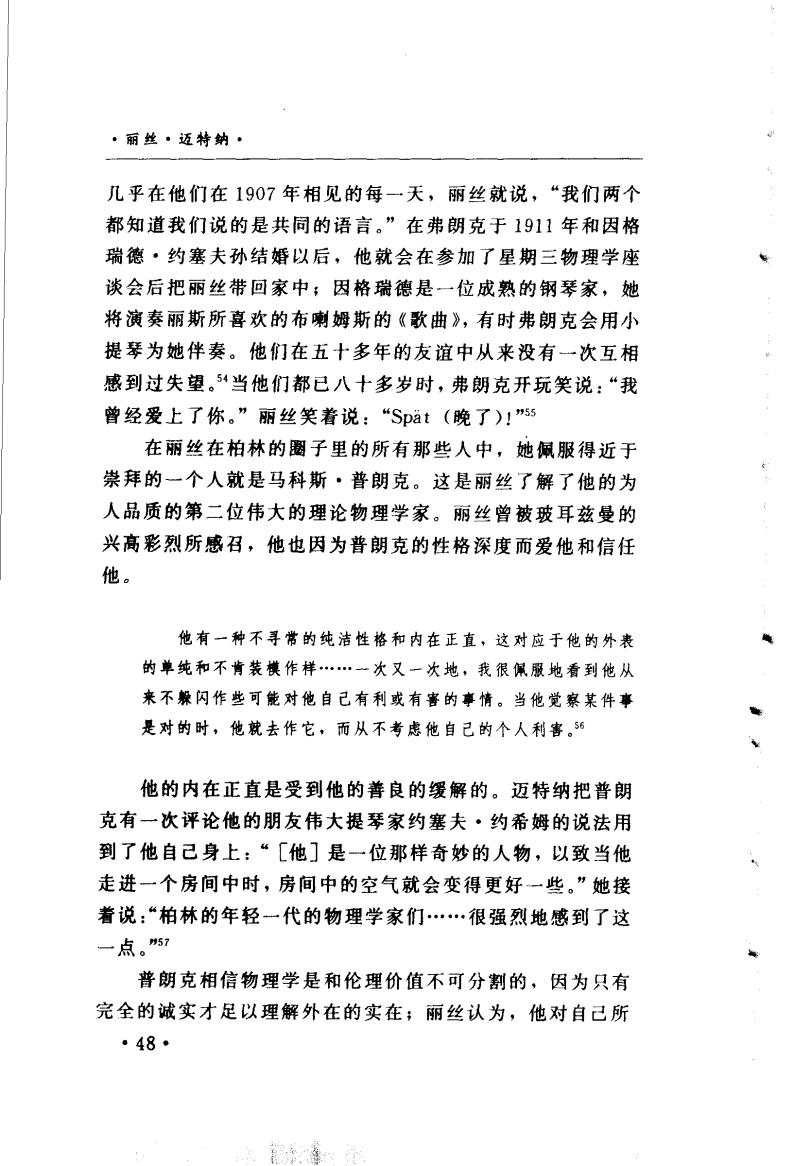 ·丽丝·迈特纳·
几乎在他们在 1907 年相见的每一天，丽丝就说，“我们两个
都知道我们说的是共同的语言。”在弗朗克于 1911 年和因格
瑞德·约塞夫孙结婚以后，他就会在参加了星期三物理学座
谈会后把丽丝带回家中；因格瑞德是一位成熟的钢琴家，她
将演奏丽斯所喜欢的布喇姆斯的《歌曲》，有时弗朗克会用小
提琴为她伴奏。他们在五十多年的友谊中从来没有一次互相
感到过失望。⁵⁴当他们都已八十多岁时，弗朗克开玩笑说：“我
曾经爱上了你。”丽丝笑着说：“Spät（晚了）！”⁵⁵
在丽丝在柏林的圈子里的所有那些人中，她佩服得近于
崇拜的一个人就是马科斯·普朗克。这是丽丝了解了他的为
人品质的第二位伟大的理论物理学家。丽丝曾被玻耳兹曼的
兴高彩烈所感召，他也因为普朗克的性格深度而爱他和信任
他。
他有一种不寻常的纯洁性格和内在正直，这对应于他的外表
的单纯和不肯装模作样……一次又一次地，我很佩服地看到他从
来不躲闪作些可能对他自己有利或有害的事情。当他觉察某件事
是对的时，他就去作它，而从不考虑他自己的个人利害。⁵⁶
他的内在正直是受到他的善良的缓解的。迈特纳把普朗
克有一次评论他的朋友伟大提琴家约塞夫·约希姆的说法用
到了他自己身上：“［他］是一位那样奇妙的人物，以致当他
走进一个房间中时，房间中的空气就会变得更好一些。”她接
着说：“柏林的年轻一代的物理学家们……很强烈地感到了这
一点。”⁵⁷
普朗克相信物理学是和伦理价值不可分割的，因为只有
完全的诚实才足以理解外在的实在；丽丝认为，他对自己所
·48·